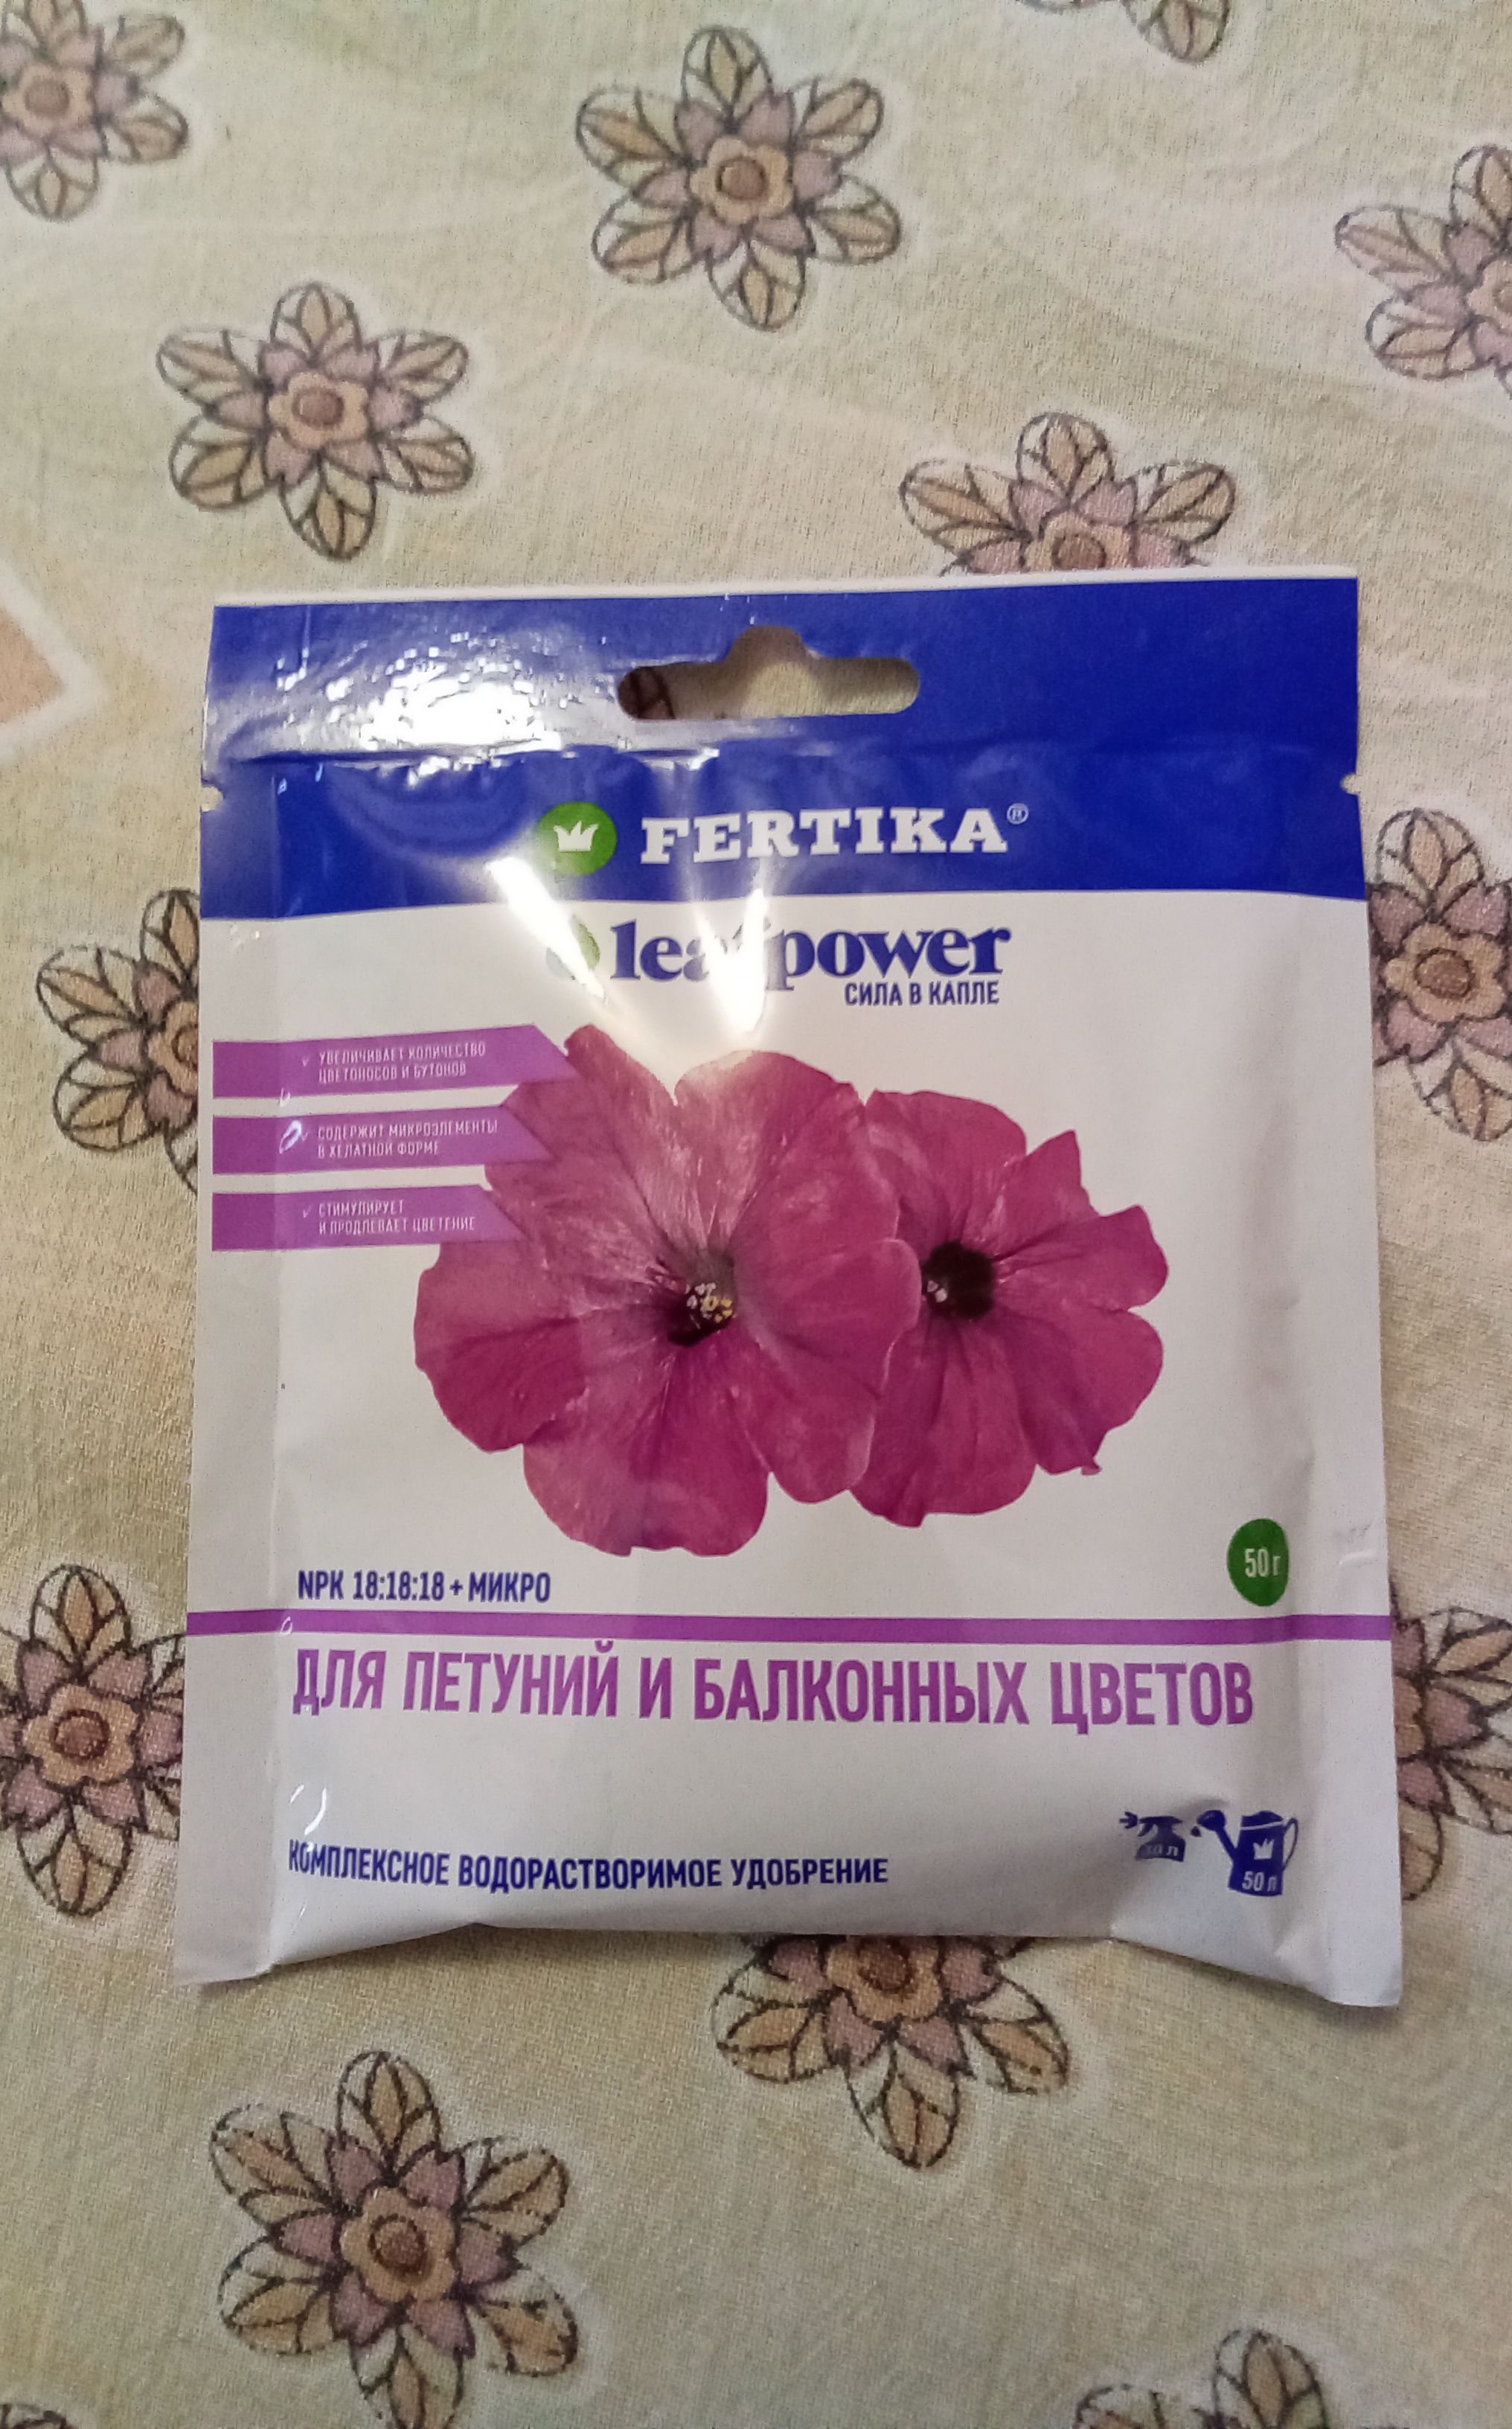 FERTIKA®
leafpower
СИЛА В КАПЛЕ
УВЕЛИЧИВАЕТ КОЛИЧЕСТВО
ЦВЕТОНОСОВ И БУТОНОВ
СОДЕРЖИТ МИКРОЭЛЕМЕНТЫ
В ХЕЛАТНОЙ ФОРМЕ
СТИМУЛИРУЕТ
И ПРОДЛЕВАЕТ ЦВЕТЕНИЕ
50 г
NPK 18:18:18 + МИКРО
ДЛЯ ПЕТУНИЙ И БАЛКОННЫХ ЦВЕТОВ
КОМПЛЕКСНОЕ ВОДОРАСТВОРИМОЕ УДОБРЕНИЕ
50 л